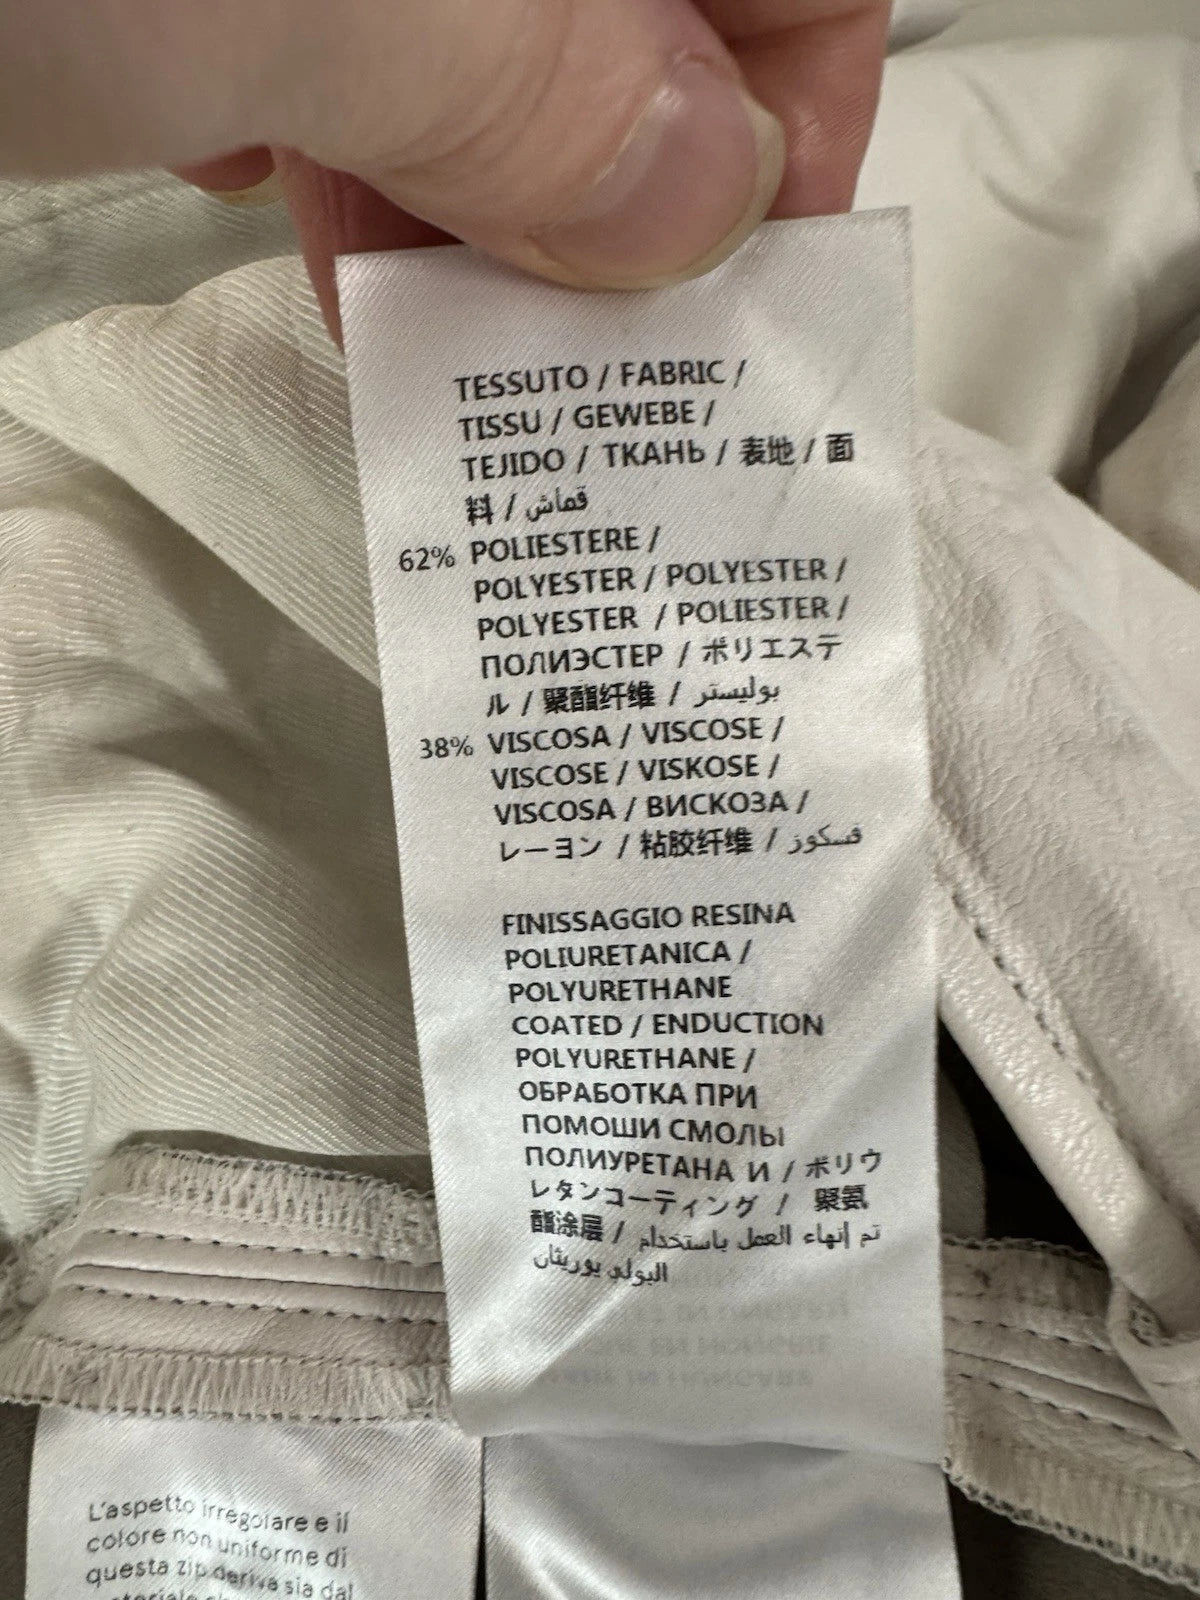 TESSUTO / FABRIC /
TISSU / GEWEBE /
TEJIDO / ТКАНЬ / 表地 / 面
料 / قماش
62% POLIESTERE /
POLYESTER / POLYESTER /
POLYESTER / POLIESTER /
ПОЛИЭСТЕР / ポリエステ
ル / 聚酯纤维 / بوليستر
38% VISCOSA / VISCOSE /
VISCOSE / VISKOSE /
VISCOSA / ВИСКОЗА /
レーヨン / 粘胶纤维 / فسكوز
FINISSAGGIO RESINA
POLIURETANICA /
POLYURETHANE
COATED / ENDUCTION
POLYURETHANE /
ОБРАБОТКА ПРИ
ПОМОШИ СМОЛЫ
ПОЛИУРЕТАНА И / ポリウ
レタンコーティング / 聚氨
酯涂层 / تم إنهاء العمل باستخدام
البولي يوريثان
L'aspetto irregolare e il
colore non uniforme di
questa zip deriva sia dal